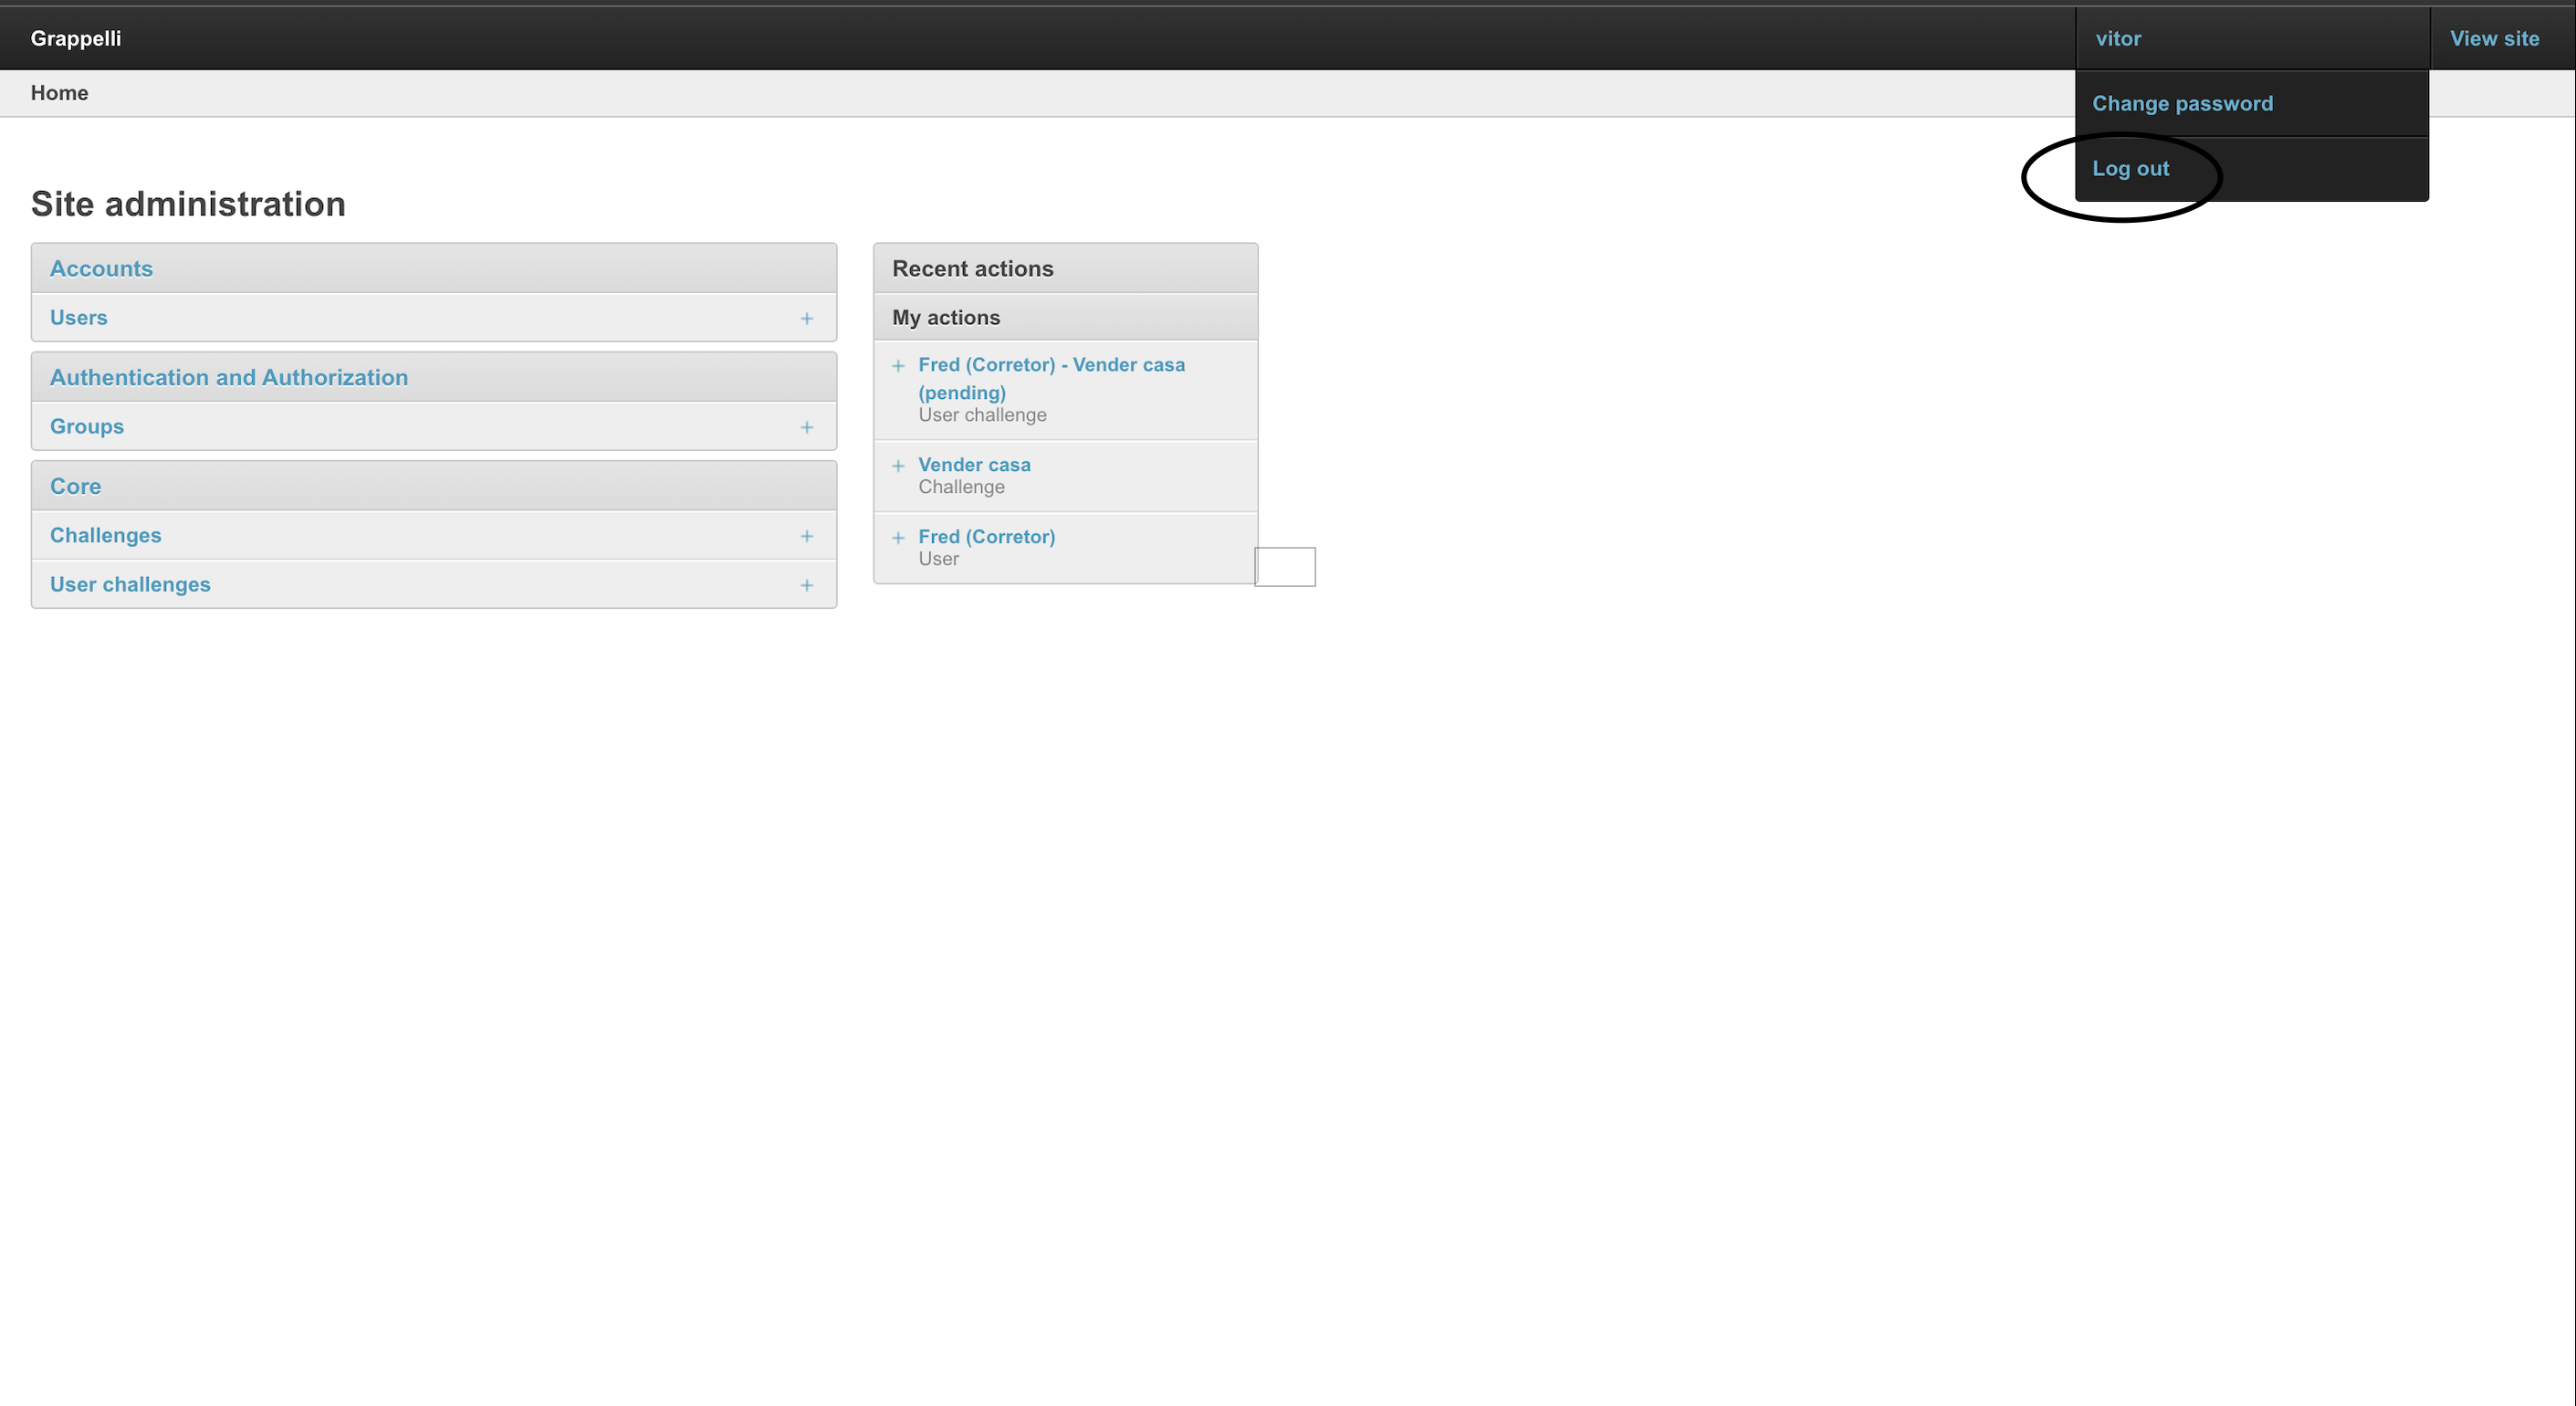 Grappelli
vitor
View site
Home
Change password
Log out
Site administration
Accounts
Users
Authentication and Authorization
Groups
Core
Challenges
User challenges
Recent actions
My actions
Fred (Corretor) - Vender casa
(pending)
User challenge
Vender casa
Challenge
Fred (Corretor)
User